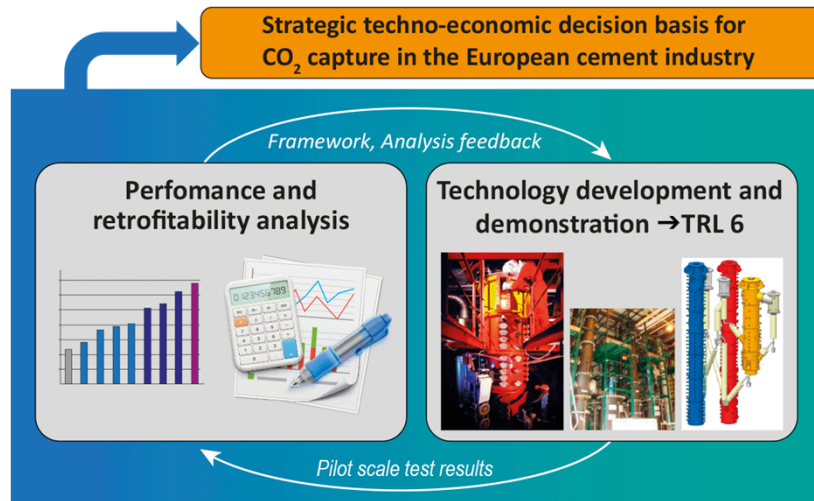 Strategic techno-economic decision basis for
CO₂ capture in the European cement industry
Framework, Analysis feedback
Perfomance and
retrofitability analysis
Technology development and
demonstration ➔TRL 6
0123456789
Pilot scale test results